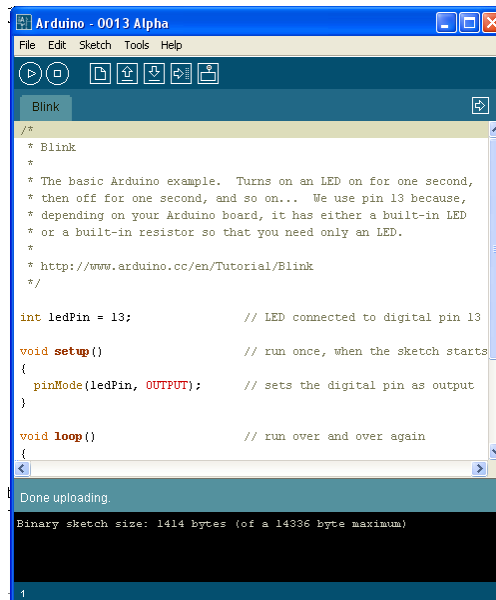 Arduino - 0013 Alpha
File Edit Sketch Tools Help
Blink
/*
 * Blink
 *
 * The basic Arduino example.  Turns on an LED on for one second,
 * then off for one second, and so on...  We use pin 13 because,
 * depending on your Arduino board, it has either a built-in LED
 * or a built-in resistor so that you need only an LED.
 *
 * http://www.arduino.cc/en/Tutorial/Blink
 */
int ledPin = 13;                // LED connected to digital pin 13
void setup()                    // run once, when the sketch starts
{
  pinMode(ledPin, OUTPUT);      // sets the digital pin as output
}
void loop()                     // run over and over again
{
Done uploading.
Binary sketch size: 1414 bytes (of a 14336 byte maximum)
1